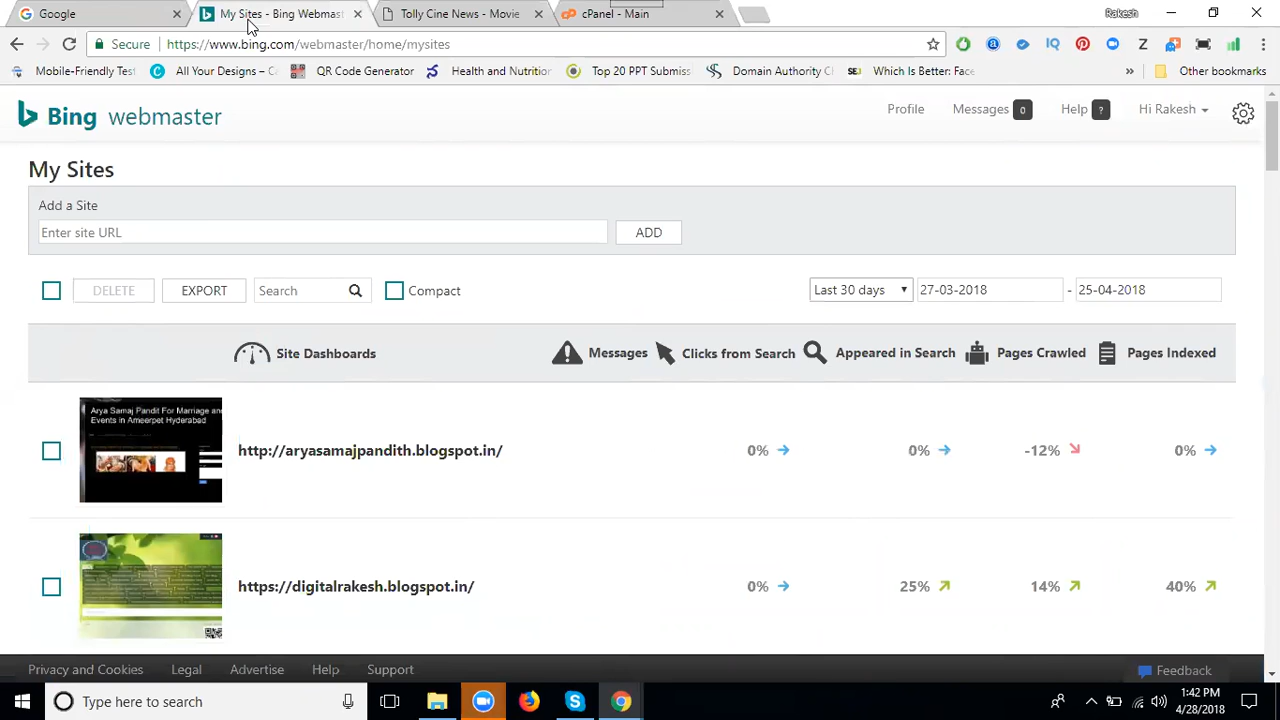 Google
My Sites - Bing Webmast
Tolly Cine News - Movie
cPanel - Main
Rakesh
Secure
https://www.bing.com/webmaster/home/mysites
Mobile-Friendly Test
All Your Designs – C
QR Code Generator
Health and Nutrition
Top 20 PPT Submiss
Domain Authority Cl
Which Is Better: Face
Other bookmarks
Bing webmaster
Profile
Messages 0
Help ?
Hi Rakesh
My Sites
Add a Site
Enter site URL
ADD
DELETE
EXPORT
Search
Compact
Last 30 days
27-03-2018 - 25-04-2018
Site Dashboards
Messages
Clicks from Search
Appeared in Search
Pages Crawled
Pages Indexed
Arya Samaj Pandit For Marriage and
Events in Ameerpet Hyderabad
http://aryasamajpandith.blogspot.in/
0%
0%
-12%
0%
https://digitalrakesh.blogspot.in/
0%
25%
14%
40%
Privacy and Cookies
Legal
Advertise
Help
Support
Feedback
Type here to search
1:42 PM
4/28/2018